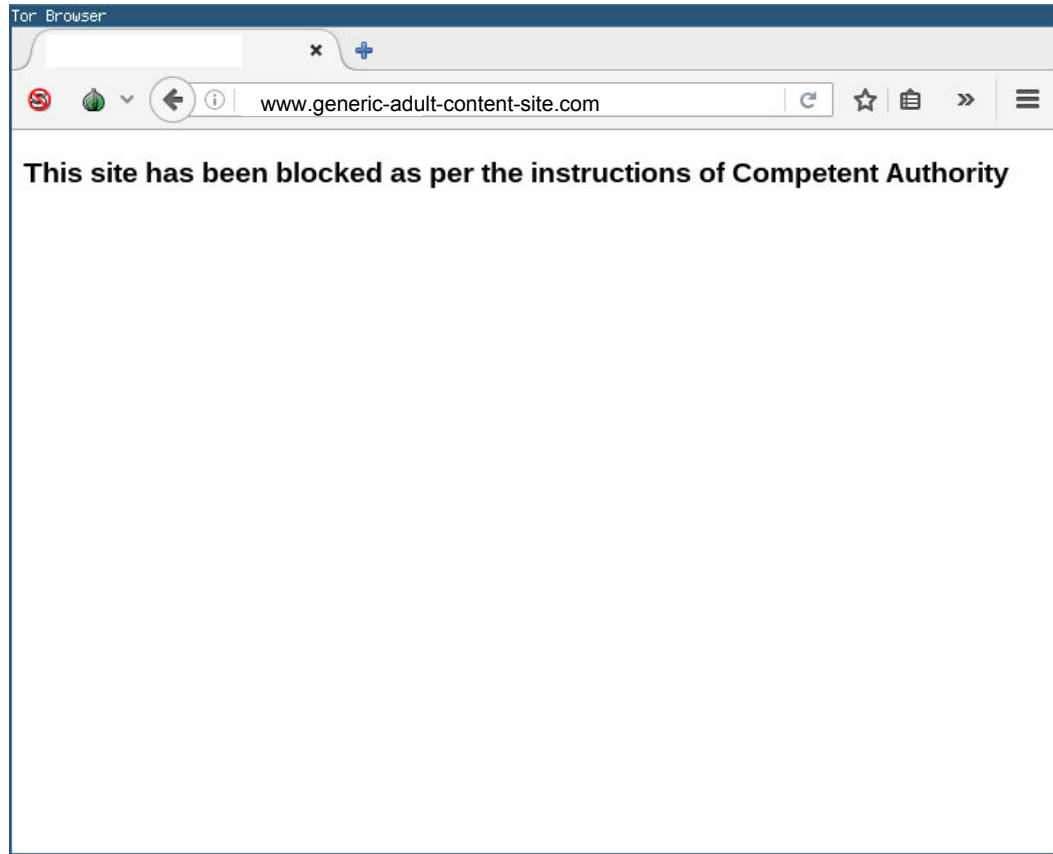 Tor Browser
www.generic-adult-content-site.com
This site has been blocked as per the instructions of Competent Authority